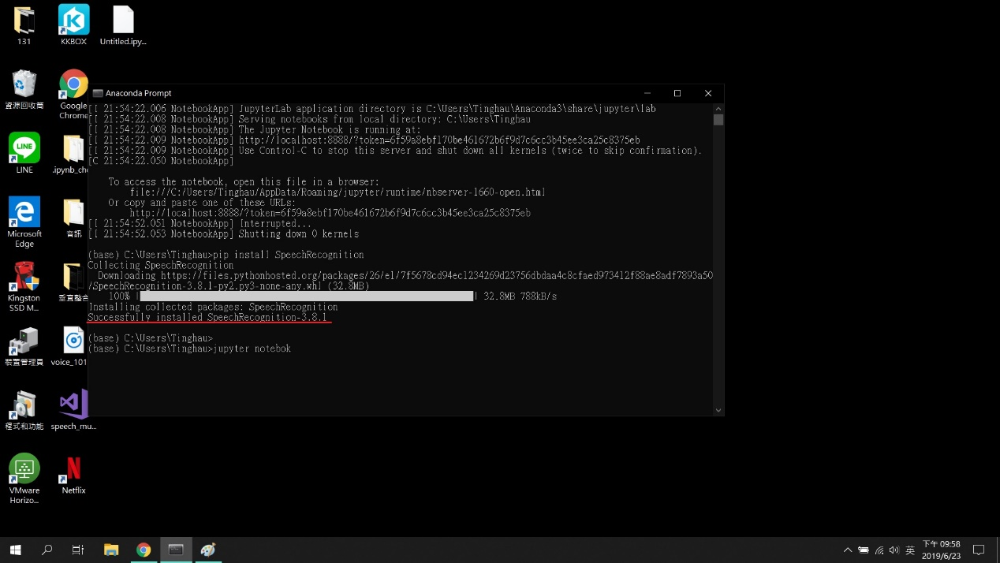 131
KKBOX
Untitled.ipy...
資源回收筒
Google
Chrome
LINE
.ipynb_che
Microsoft
Edge
音訊
Kingston
SSD M...
垂直整合
裝置管理員
voice_101
程式和功能
speech_mu...
VMware
Horizo...
Netflix
Anaconda Prompt
[I 21:54:22.006 NotebookApp] JupyterLab application directory is C:\Users\Tinghau\Anaconda3\share\jupyter\lab
[I 21:54:22.008 NotebookApp] Serving notebooks from local directory: C:\Users\Tinghau
[I 21:54:22.008 NotebookApp] The Jupyter Notebook is running at:
[I 21:54:22.009 NotebookApp] http://localhost:8888/?token=6f59a8ebf170be461672b6f9d7c6cc3b45ee3ca25c8375eb
[I 21:54:22.009 NotebookApp] Use Control-C to stop this server and shut down all kernels (twice to skip confirmation).
[C 21:54:22.050 NotebookApp]
To access the notebook, open this file in a browser:
file:///C:/Users/Tinghau/AppData/Roaming/jupyter/runtime/nbserver-1660-open.html
Or copy and paste one of these URLs:
http://localhost:8888/?token=6f59a8ebf170be461672b6f9d7c6cc3b45ee3ca25c8375eb
[I 21:54:52.051 NotebookApp] Interrupted...
[I 21:54:52.053 NotebookApp] Shutting down 0 kernels
(base) C:\Users\Tinghau>pip install SpeechRecognition
Collecting SpeechRecognition
Downloading https://files.pythonhosted.org/packages/26/e1/7f5678cd94ec1234269d23756dbdaa4c8cfaed973412f88ae8adf7893a50
/SpeechRecognition-3.8.1-py2.py3-none-any.whl (32.8MB)
100% |████████████████████████████████| 32.8MB 788kB/s
Installing collected packages: SpeechRecognition
Successfully installed SpeechRecognition-3.8.1
(base) C:\Users\Tinghau>
(base) C:\Users\Tinghau>jupyter notebok
英
下午 09:58
2019/6/23